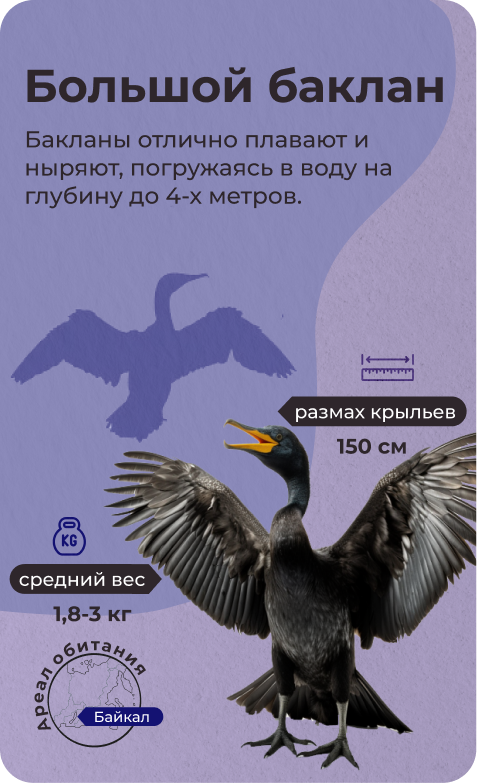 Большой баклан
Бакланы отлично плавают и
ныряют, погружаясь в воду на
глубину до 4-х метров.
размах крыльев
150 см
KG
средний вес
1,8-3 кг
Ареал обитания
Байкал